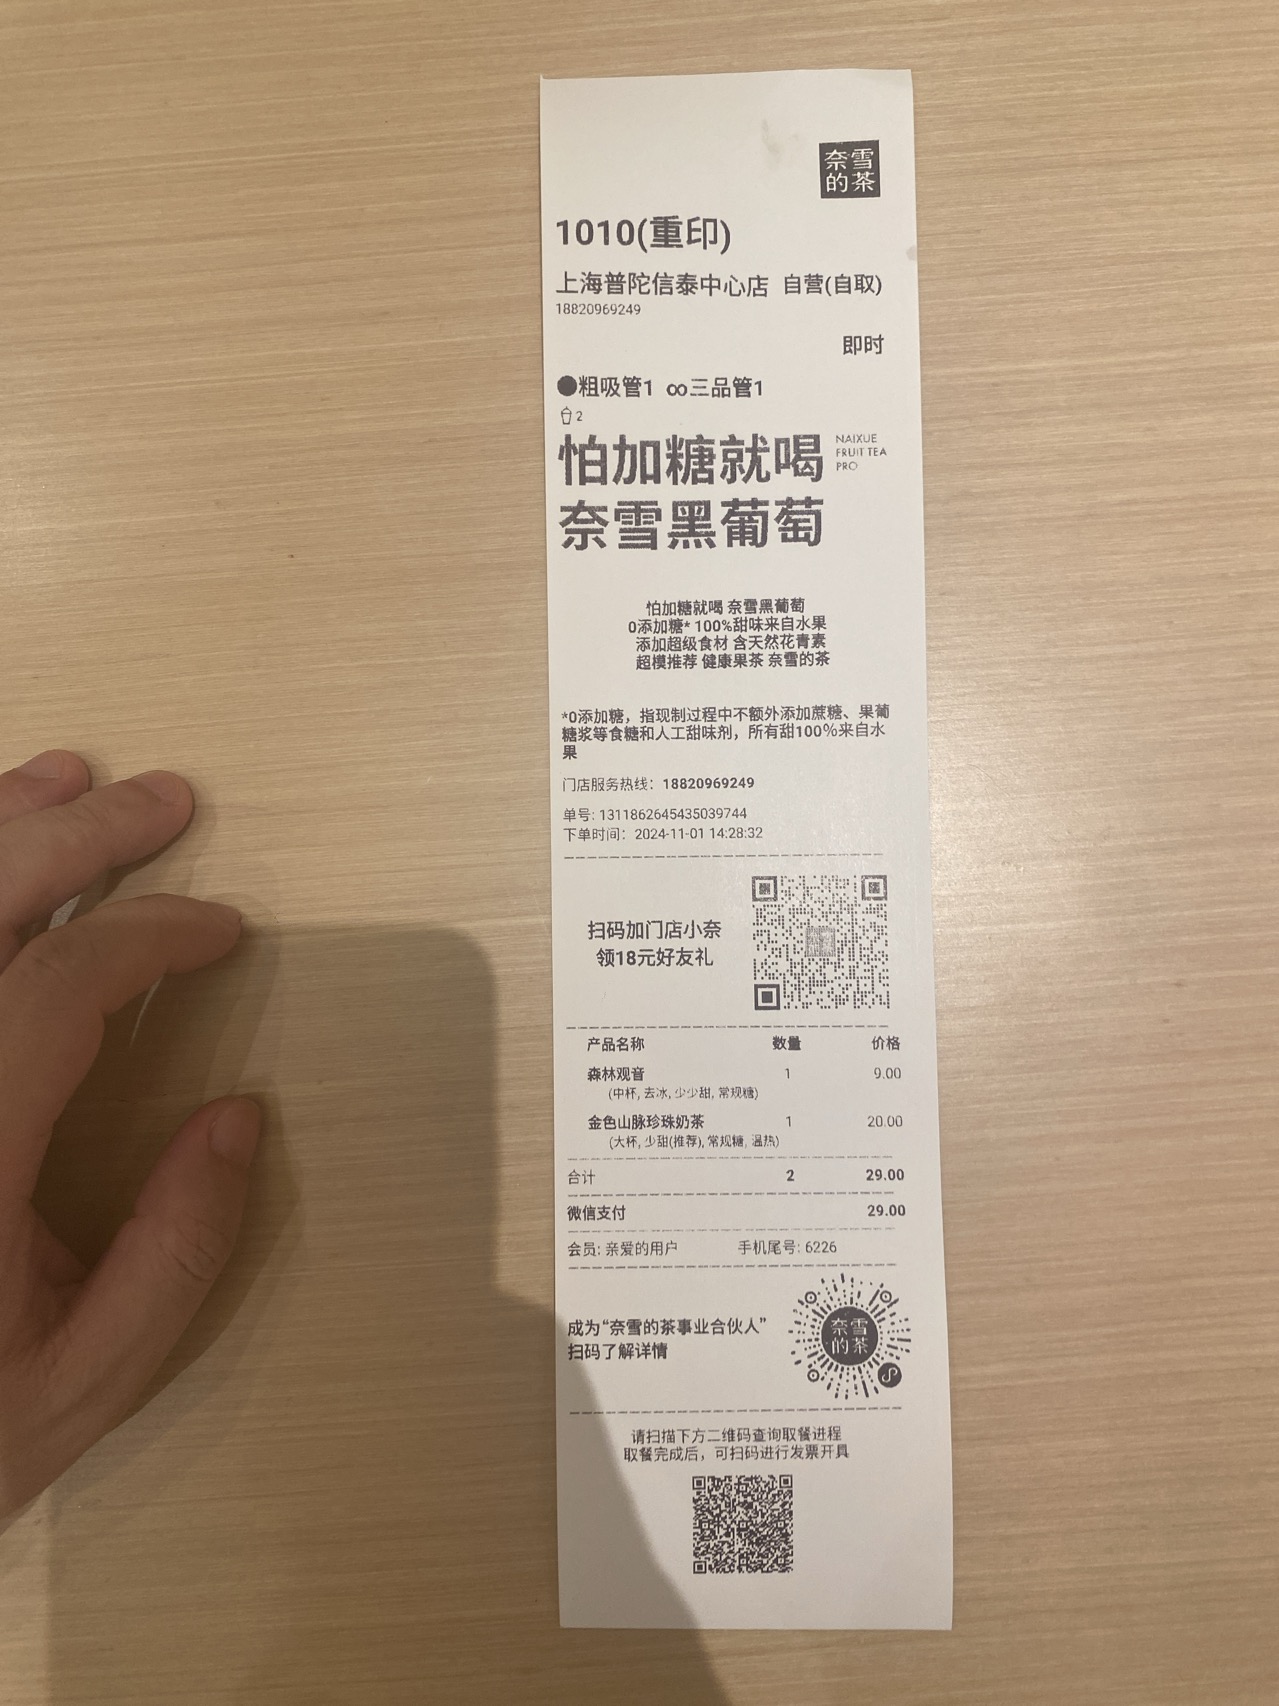 奈雪
的茶
1010(重印)
上海普陀信泰中心店 自营(自取)
18820969249
即时
●粗吸管1 ∞三品管1
2
怕加糖就喝
奈雪黑葡萄
NAIXUE
FRUIT TEA
PRO
怕加糖就喝 奈雪黑葡萄
0添加糖* 100%甜味来自水果
添加超级食材 含天然花青素
超模推荐 健康果茶 奈雪的茶
*0添加糖，指现制过程中不额外添加蔗糖、果葡
糖浆等食糖和人工甜味剂，所有甜100%来自水
果
门店服务热线：18820969249
单号: 1311862645435039744
下单时间：2024-11-01 14:28:32
扫码加门店小奈
领18元好友礼
产品名称 数量 价格
森林观音 1 9.00
(中杯, 去冰, 少少甜, 常规糖)
金色山脉珍珠奶茶 1 20.00
(大杯, 少甜(推荐), 常规糖, 温热)
合计 2 29.00
微信支付 29.00
会员: 亲爱的用户 手机尾号: 6226
成为“奈雪的茶事业合伙人”
扫码了解详情
奈雪
的茶
请扫描下方二维码查询取餐进程
取餐完成后，可扫码进行发票开具